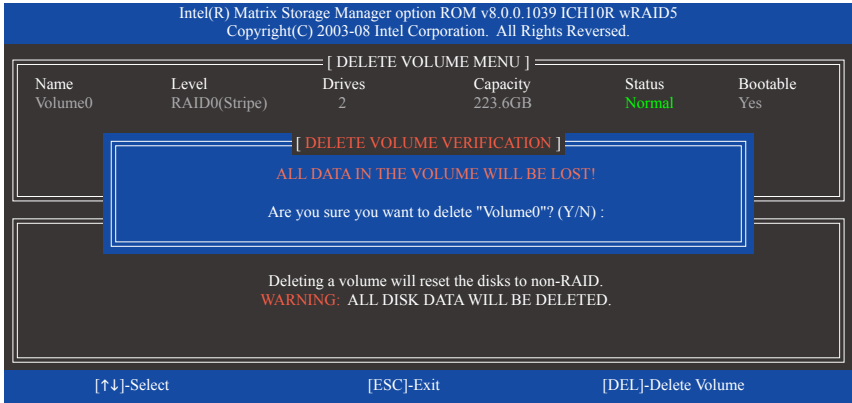 Intel(R) Matrix Storage Manager option ROM v8.0.0.1039 ICH10R wRAID5
Copyright(C) 2003-08 Intel Corporation.  All Rights Reversed.
[ DELETE VOLUME MENU ]
Name Level Drives Capacity Status Bootable
Volume0 RAID0(Stripe) 2 223.6GB Normal Yes
[ DELETE VOLUME VERIFICATION ]
ALL DATA IN THE VOLUME WILL BE LOST!
Are you sure you want to delete "Volume0"? (Y/N) :
Deleting a volume will reset the disks to non-RAID.
WARNING: ALL DISK DATA WILL BE DELETED.
[↑↓]-Select [ESC]-Exit [DEL]-Delete Volume